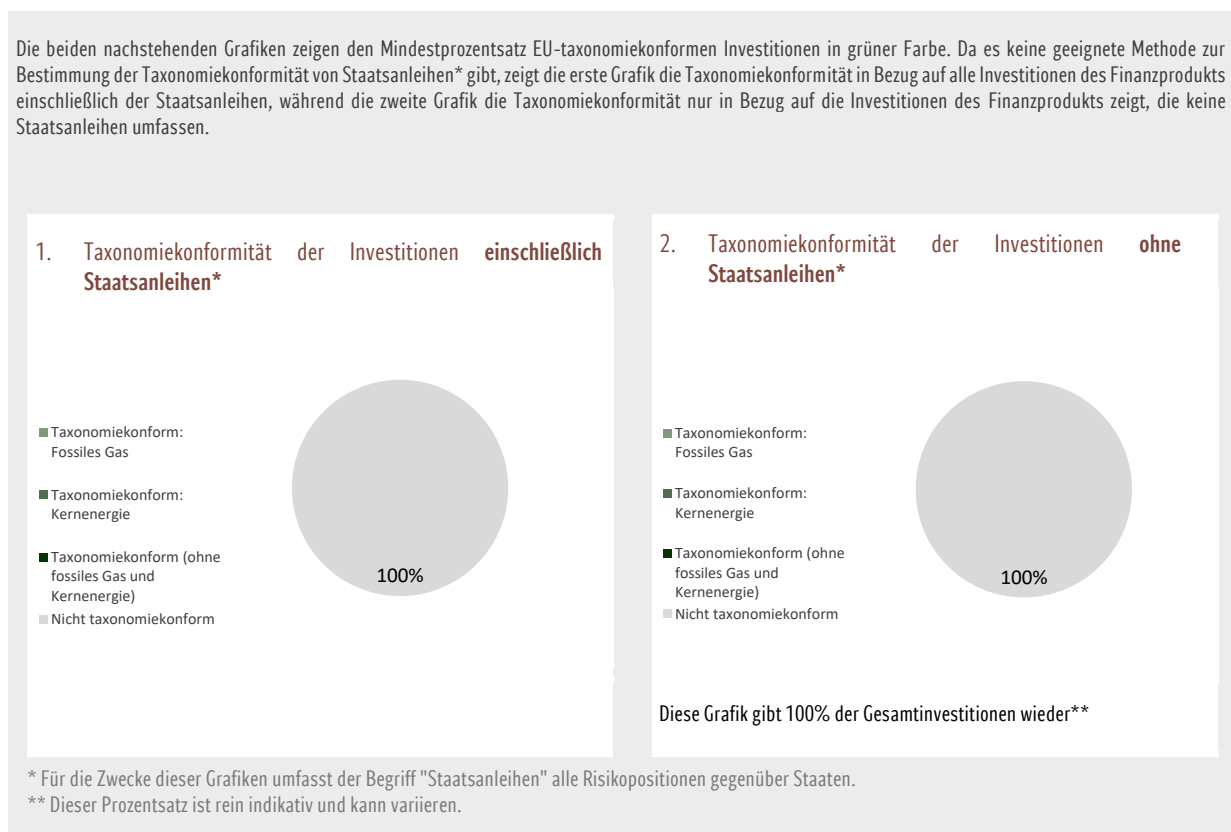 Die beiden nachstehenden Grafiken zeigen den Mindestprozentsatz EU-taxonomiekonformen Investitionen in grüner Farbe. Da es keine geeignete Methode zur
Bestimmung der Taxonomiekonformität von Staatsanleihen* gibt, zeigt die erste Grafik die Taxonomiekonformität in Bezug auf alle Investitionen des Finanzprodukts
einschließlich der Staatsanleihen, während die zweite Grafik die Taxonomiekonformität nur in Bezug auf die Investitionen des Finanzprodukts zeigt, die keine
Staatsanleihen umfassen.
1. Taxonomiekonformität der Investitionen einschließlich
Staatsanleihen*
Taxonomiekonform:
Fossiles Gas
Taxonomiekonform:
Kernenergie
Taxonomiekonform (ohne
fossiles Gas und
Kernenergie)
Nicht taxonomiekonform
100%
2. Taxonomiekonformität der Investitionen ohne
Staatsanleihen*
Taxonomiekonform:
Fossiles Gas
Taxonomiekonform:
Kernenergie
Taxonomiekonform (ohne
fossiles Gas und
Kernenergie)
Nicht taxonomiekonform
100%
Diese Grafik gibt 100% der Gesamtinvestitionen wieder**
* Für die Zwecke dieser Grafiken umfasst der Begriff "Staatsanleihen" alle Risikopositionen gegenüber Staaten.
** Dieser Prozentsatz ist rein indikativ und kann variieren.